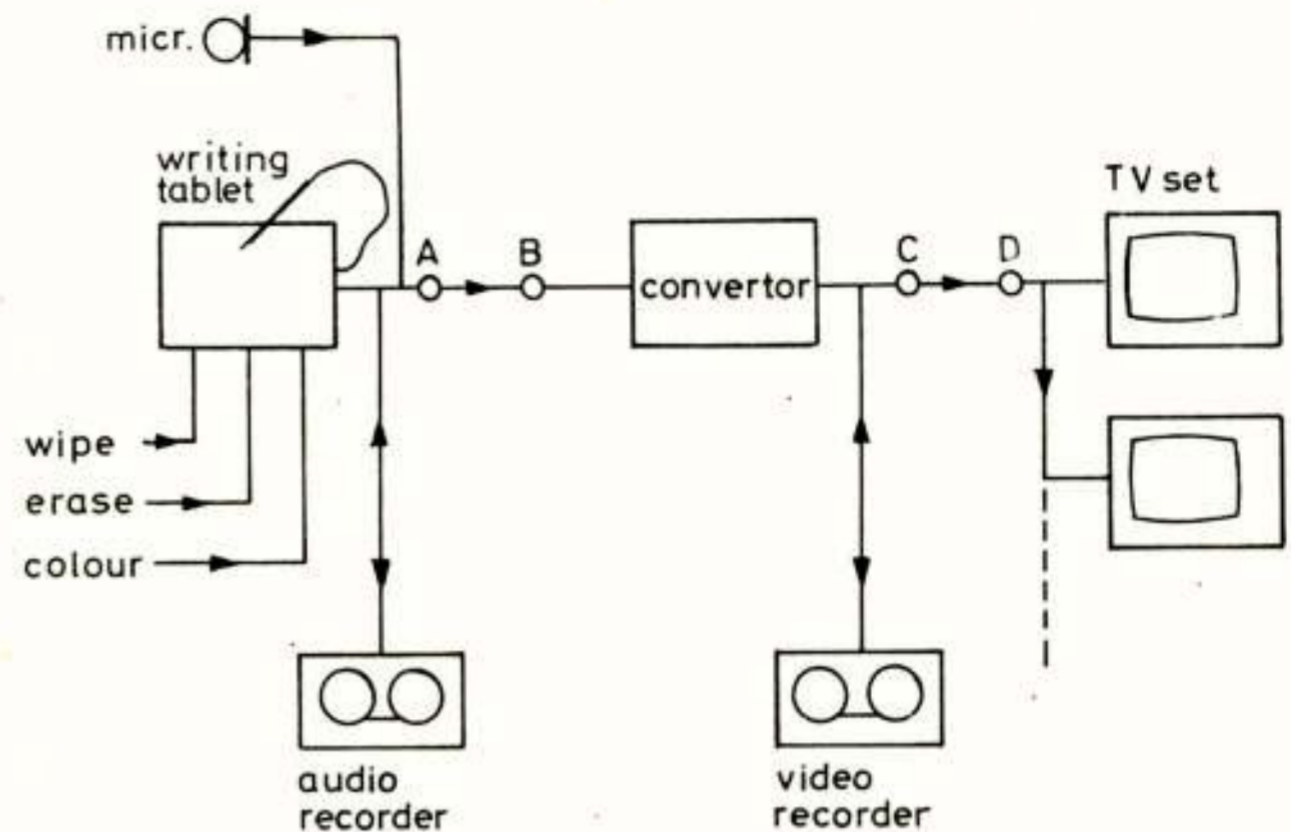 micr.
writing
tablet
A
B
convertor
C
D
TV set
wipe
erase
colour
audio
recorder
video
recorder